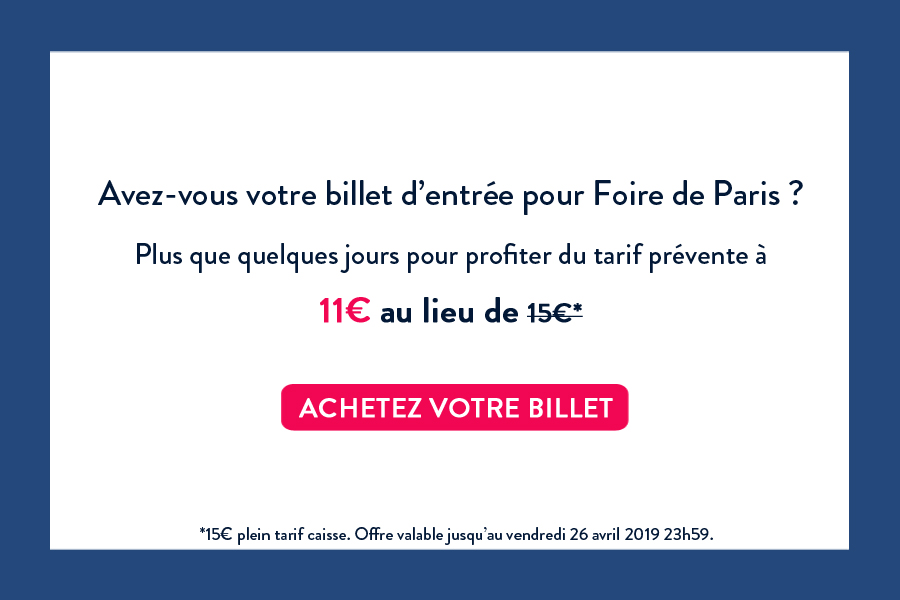 Avez-vous votre billet d'entrée pour Foire de Paris ?
Plus que quelques jours pour profiter du tarif prévente à
11€ au lieu de 15€*
ACHETEZ VOTRE BILLET
*15€ plein tarif caisse. Offre valable jusqu'au vendredi 26 avril 2019 23h59.